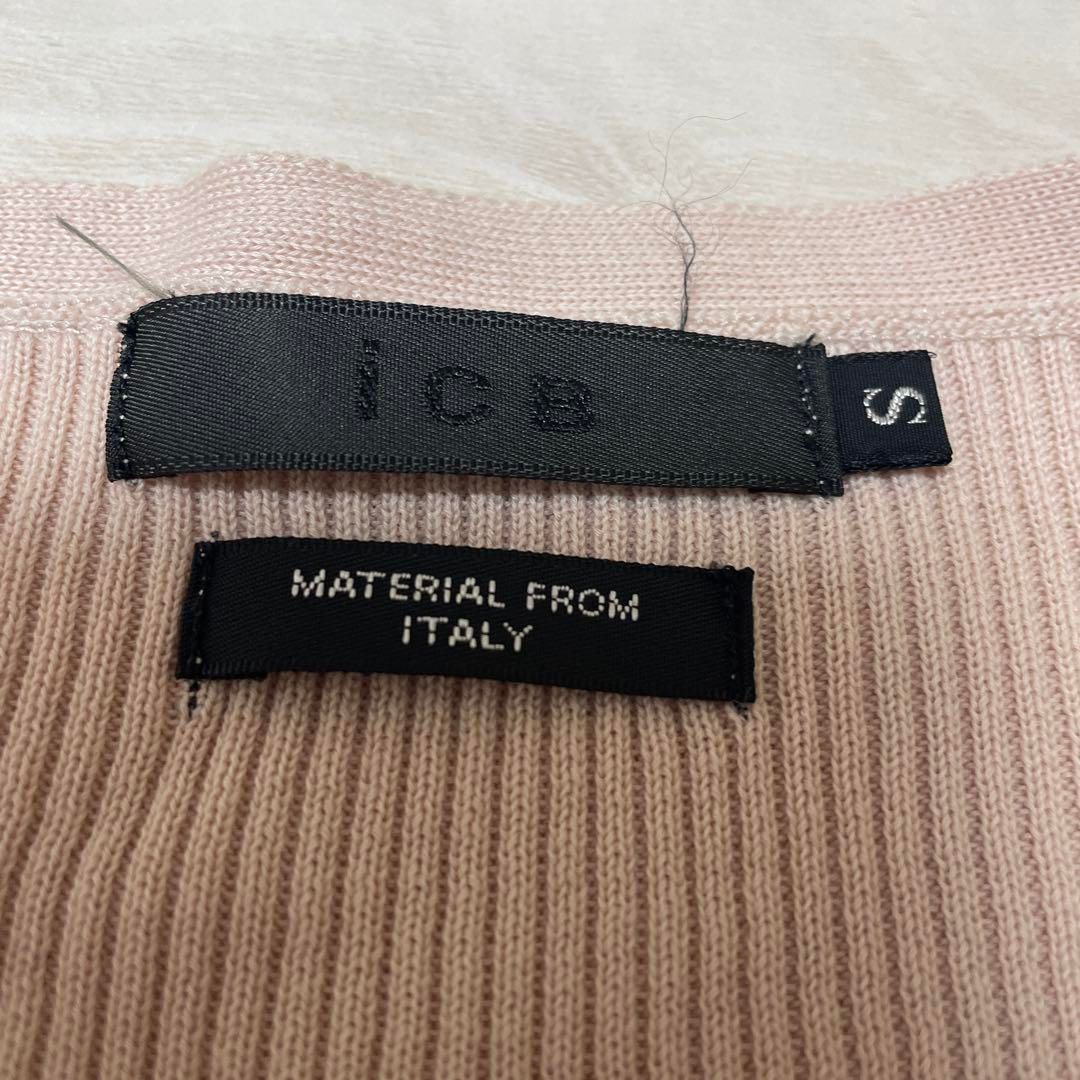 iCB
S
MATERIAL FROM
ITALY